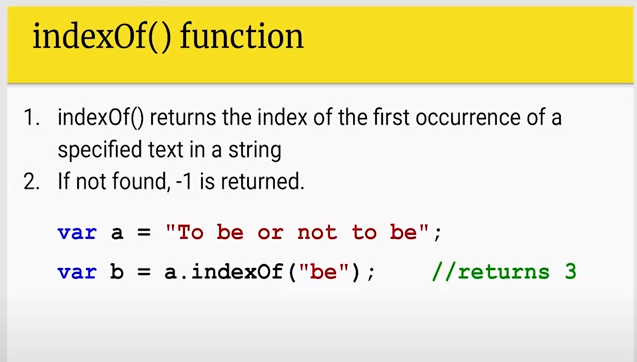 indexOf() function
1. indexOf() returns the index of the first occurrence of a
specified text in a string
2. If not found, -1 is returned.
var a = "To be or not to be";
var b = a.indexOf("be"); //returns 3